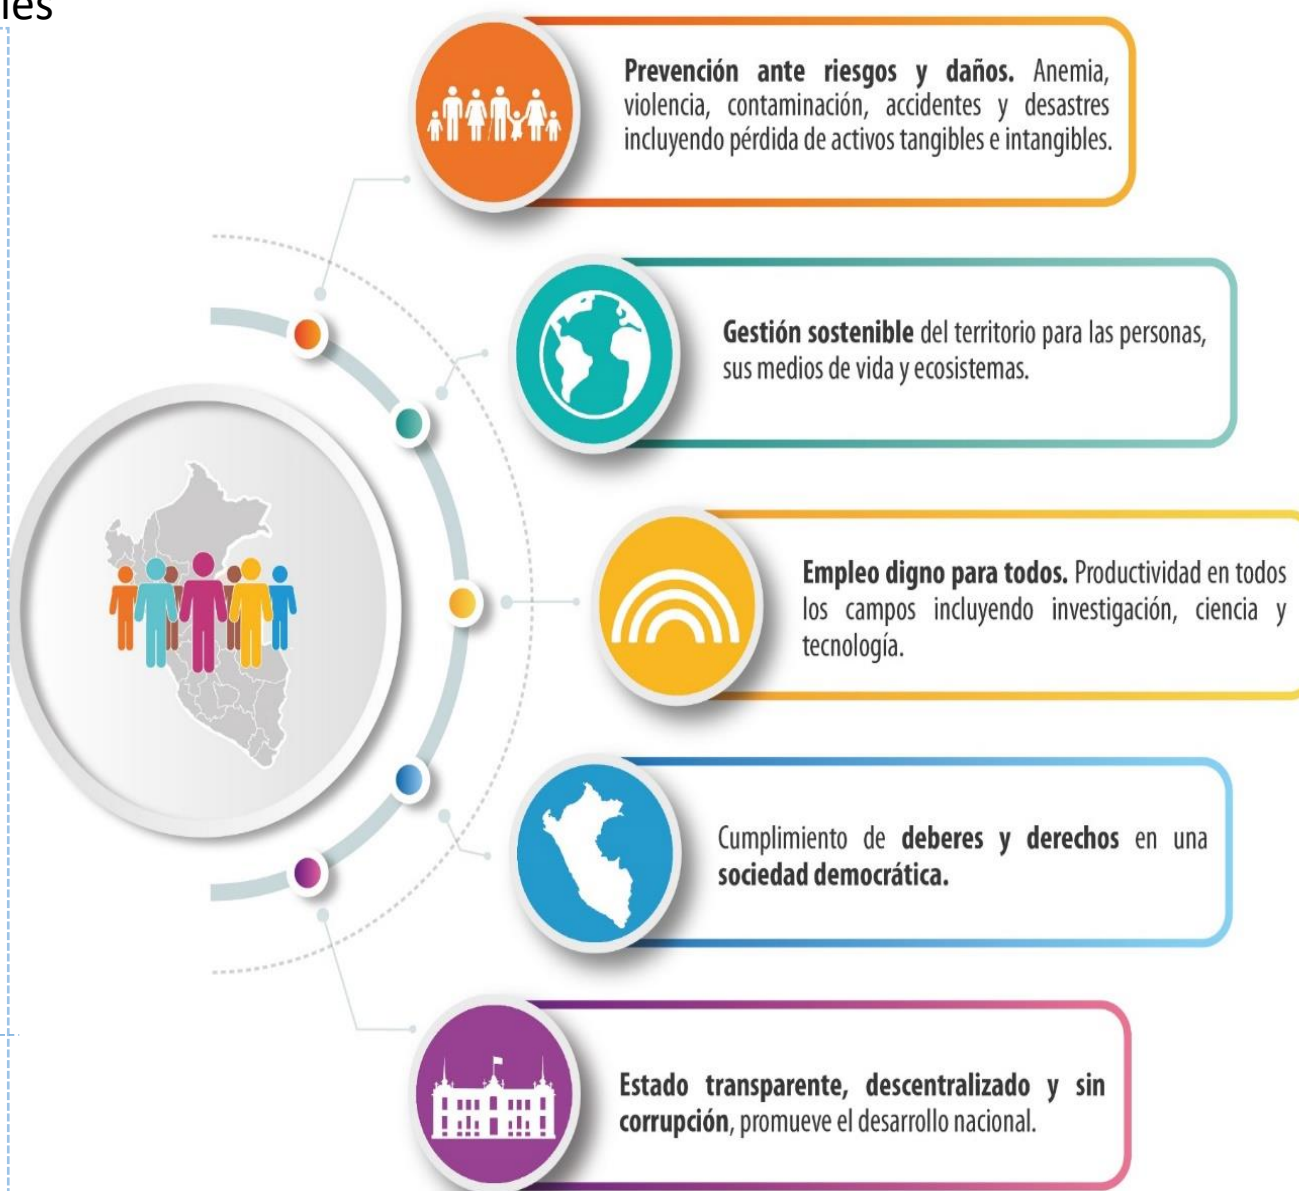 Prevención ante riesgos y daños. Anemia,
violencia, contaminación, accidentes y desastres
incluyendo pérdida de activos tangibles e intangibles.
Gestión sostenible del territorio para las personas,
sus medios de vida y ecosistemas.
Empleo digno para todos. Productividad en todos
los campos incluyendo investigación, ciencia y
tecnología.
Cumplimiento de deberes y derechos en una
sociedad democrática.
Estado transparente, descentralizado y sin
corrupción, promueve el desarrollo nacional.